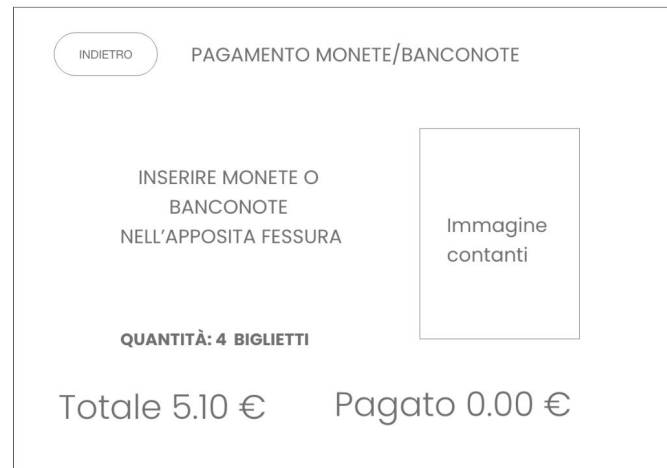 INDIETRO
PAGAMENTO MONETE/BANCONOTE
INSERIRE MONETE O
BANCONOTE
NELL'APPOSITA FESSURA
Immagine
contanti
QUANTITÀ: 4 BIGLIETTI
Totale 5.10 €
Pagato 0.00 €